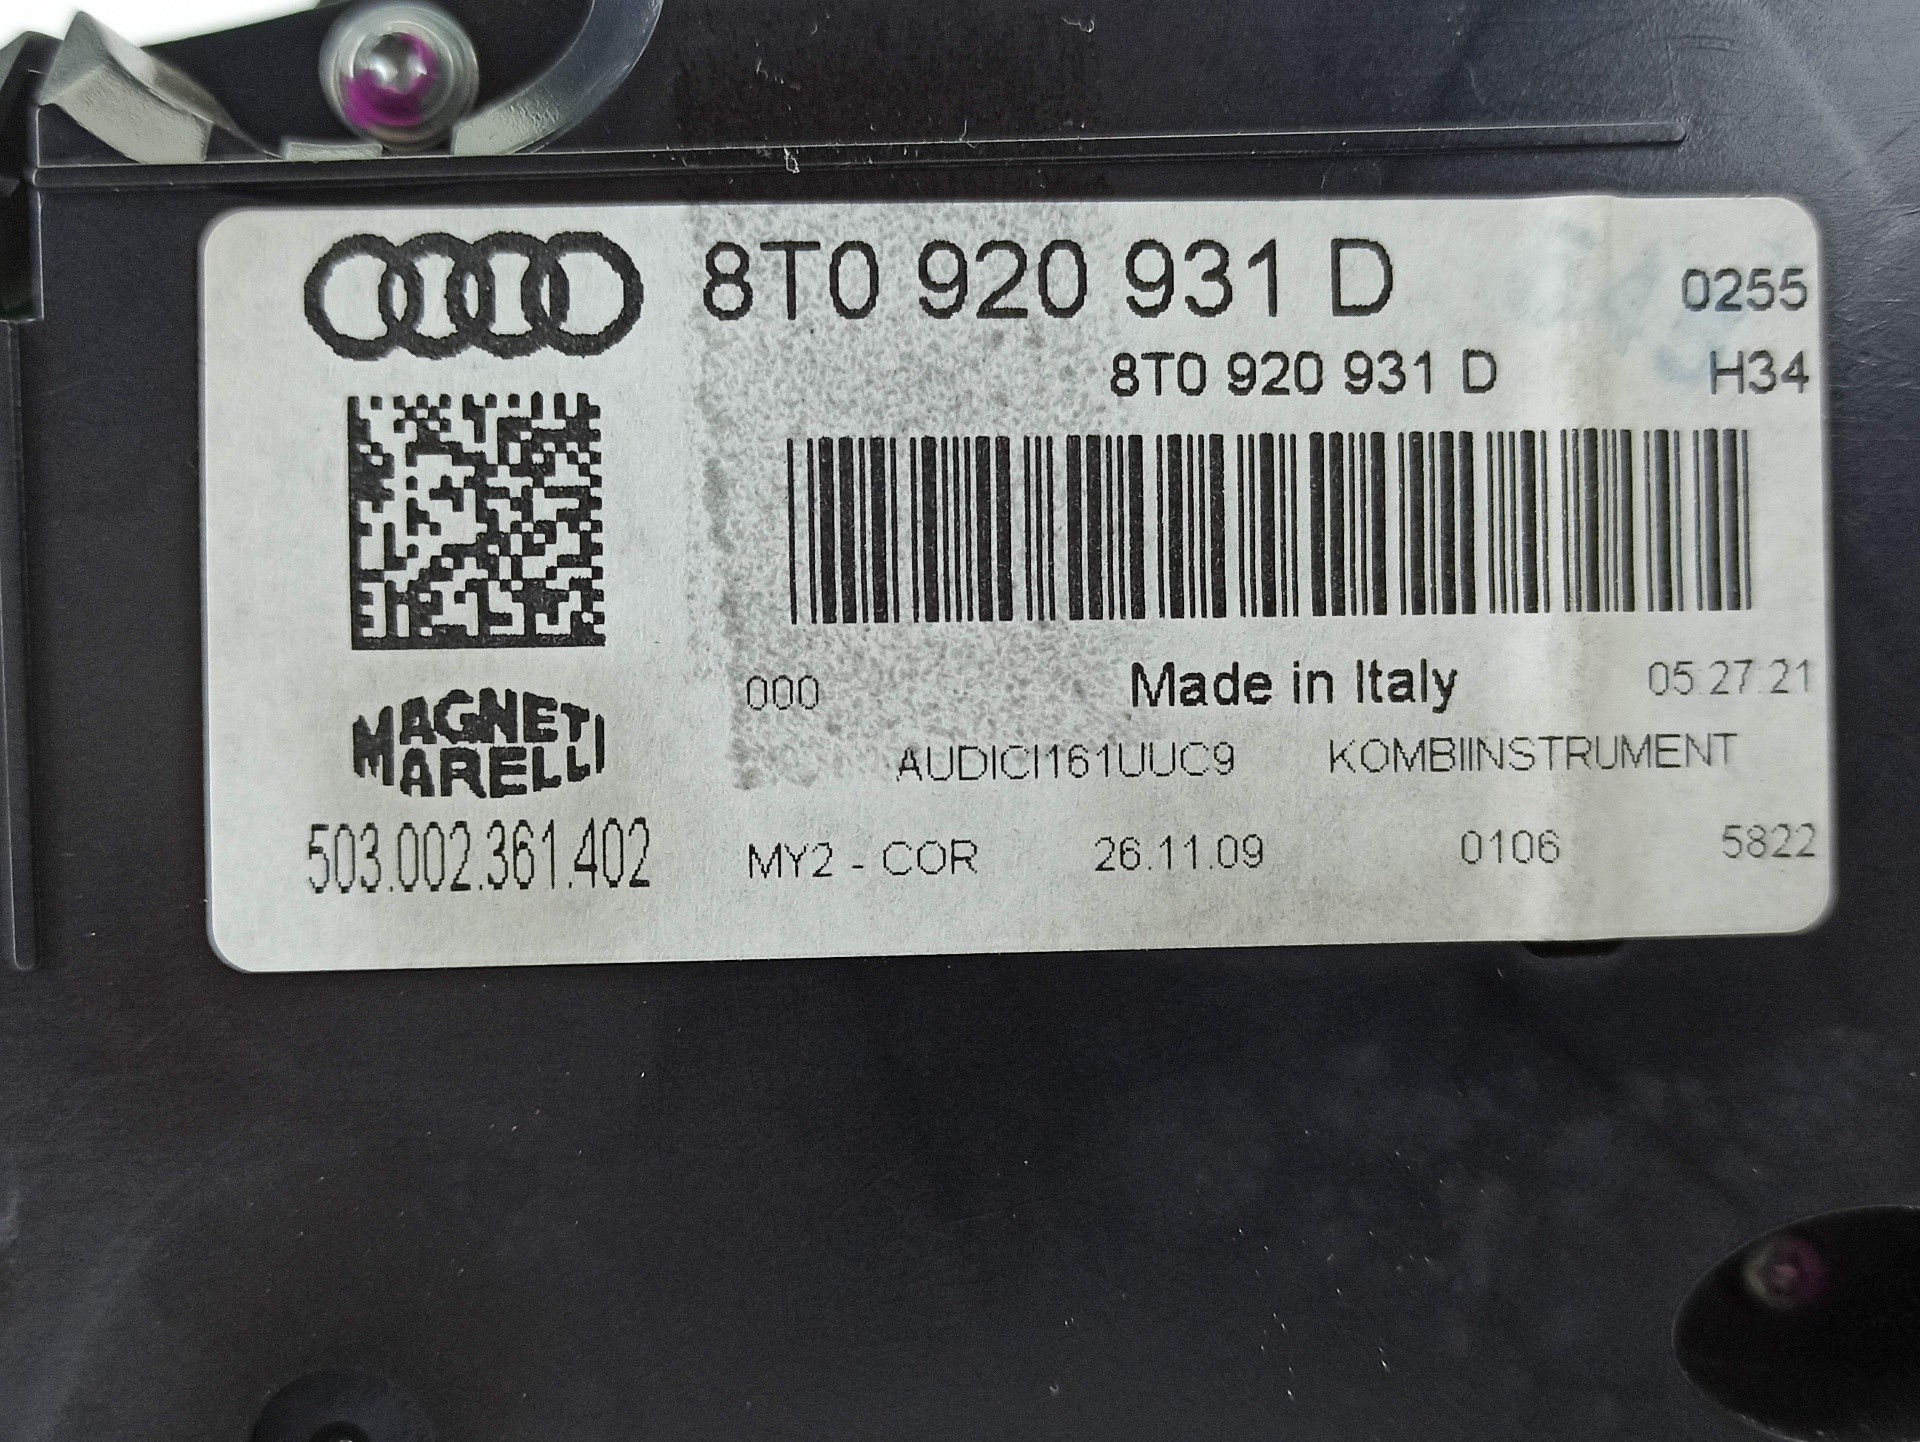 8T0 920 931 D
0255
8T0 920 931 D
H34
000 Made in Italy 05:27:21
MAGNETI
MARELLI
AUDICI161UUC9 KOMBIINSTRUMENT
503.002.361.402
MY2 - COR 26.11.09 0106 5822